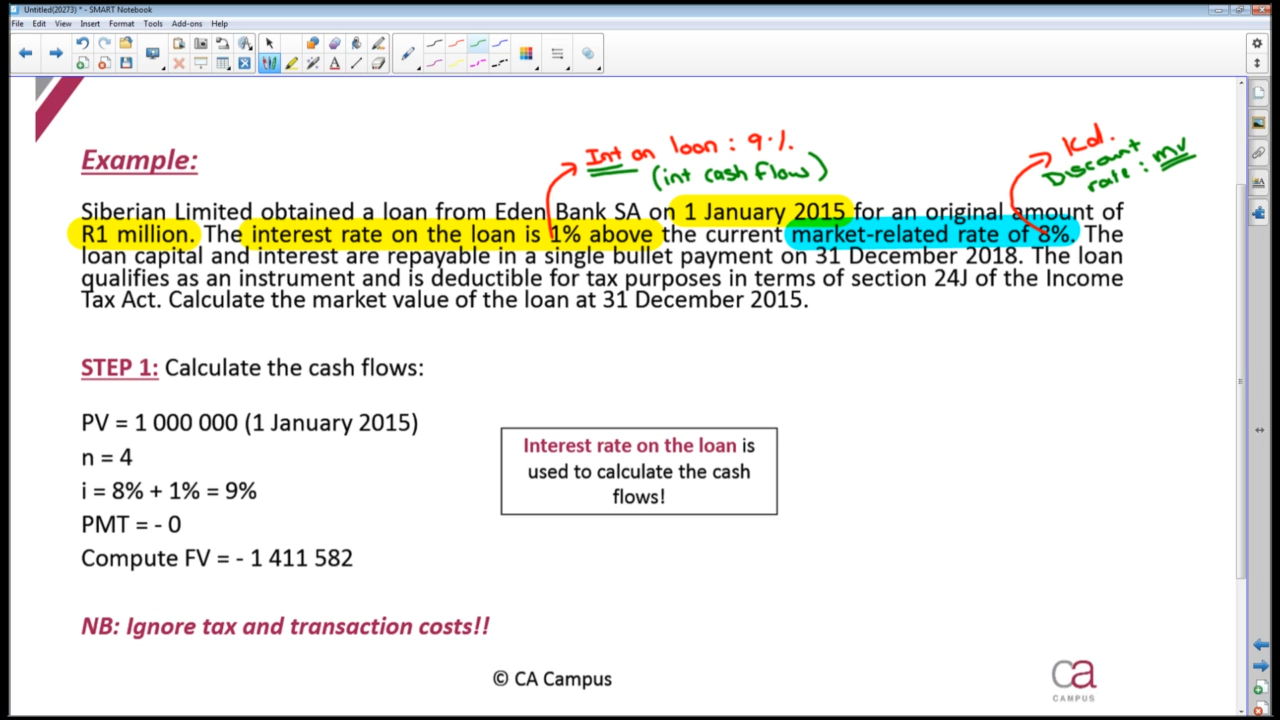 Untitled(20273) * - SMART Notebook
File Edit View Insert Format Tools Add-ons Help
Example:
Int on loan : 9%.
(int cash flow)
Kd.
Discount rate : mv
Siberian Limited obtained a loan from Eden Bank SA on 1 January 2015 for an original amount of
R1 million. The interest rate on the loan is 1% above the current market-related rate of 8%. The
loan capital and interest are repayable in a single bullet payment on 31 December 2018. The loan
qualifies as an instrument and is deductible for tax purposes in terms of section 24J of the Income
Tax Act. Calculate the market value of the loan at 31 December 2015.
STEP 1: Calculate the cash flows:
PV = 1 000 000 (1 January 2015)
n = 4
i = 8% + 1% = 9%
PMT = - 0
Compute FV = - 1 411 582
Interest rate on the loan is
used to calculate the cash
flows!
NB: Ignore tax and transaction costs!!
© CA Campus
ca
CAMPUS